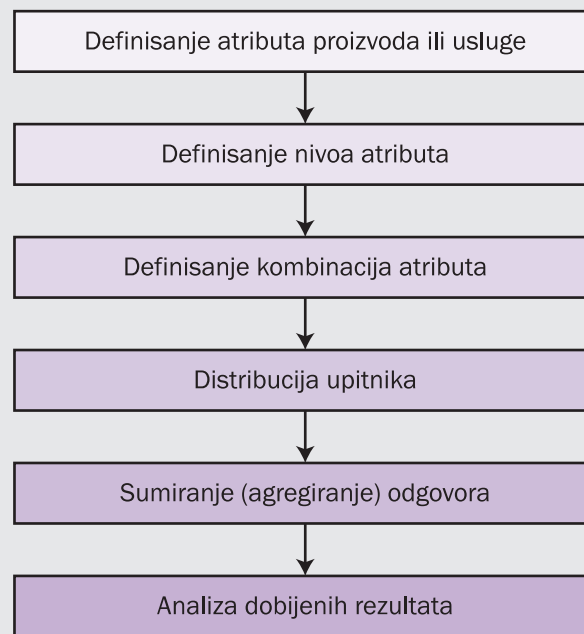 Definisanje atributa proizvoda ili usluge
Definisanje nivoa atributa
Definisanje kombinacija atributa
Distribucija upitnika
Sumiranje (agregiranje) odgovora
Analiza dobijenih rezultata